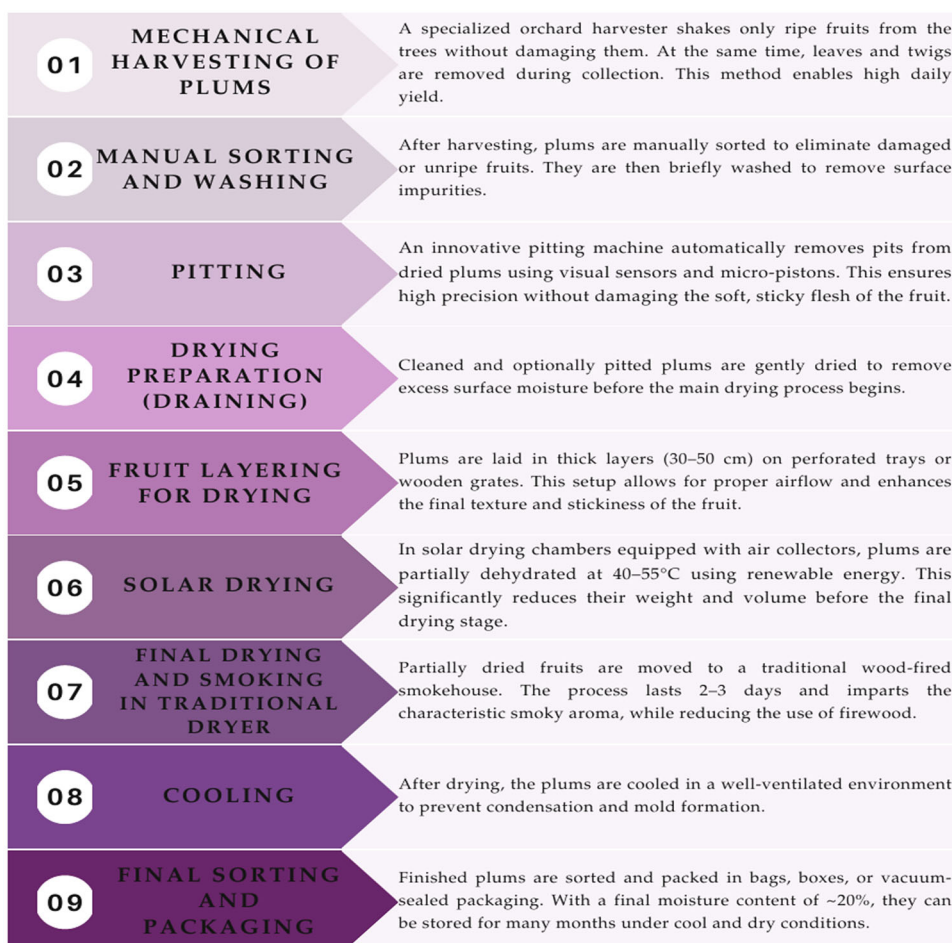 01
MECHANICAL
HARVESTING OF
PLUMS
A specialized orchard harvester shakes only ripe fruits from the
trees without damaging them. At the same time, leaves and twigs
are removed during collection. This method enables high daily
yield.
02
MANUAL SORTING
AND WASHING
After harvesting, plums are manually sorted to eliminate damaged
or unripe fruits. They are then briefly washed to remove surface
impurities.
03
PITTING
An innovative pitting machine automatically removes pits from
dried plums using visual sensors and micro-pistons. This ensures
high precision without damaging the soft, sticky flesh of the fruit.
04
DRYING
PREPARATION
(DRAINING)
Cleaned and optionally pitted plums are gently dried to remove
excess surface moisture before the main drying process begins.
05
FRUIT LAYERING
FOR DRYING
Plums are laid in thick layers (30–50 cm) on perforated trays or
wooden grates. This setup allows for proper airflow and enhances
the final texture and stickiness of the fruit.
06
SOLAR DRYING
In solar drying chambers equipped with air collectors, plums are
partially dehydrated at 40–55°C using renewable energy. This
significantly reduces their weight and volume before the final
drying stage.
07
FINAL DRYING
AND SMOKING
IN TRADITIONAL
DRYER
Partially dried fruits are moved to a traditional wood-fired
smokehouse. The process lasts 2–3 days and imparts the
characteristic smoky aroma, while reducing the use of firewood.
08
COOLING
After drying, the plums are cooled in a well-ventilated environment
to prevent condensation and mold formation.
09
FINAL SORTING
AND
PACKAGING
Finished plums are sorted and packed in bags, boxes, or vacuum-
sealed packaging. With a final moisture content of ~20%, they can
be stored for many months under cool and dry conditions.